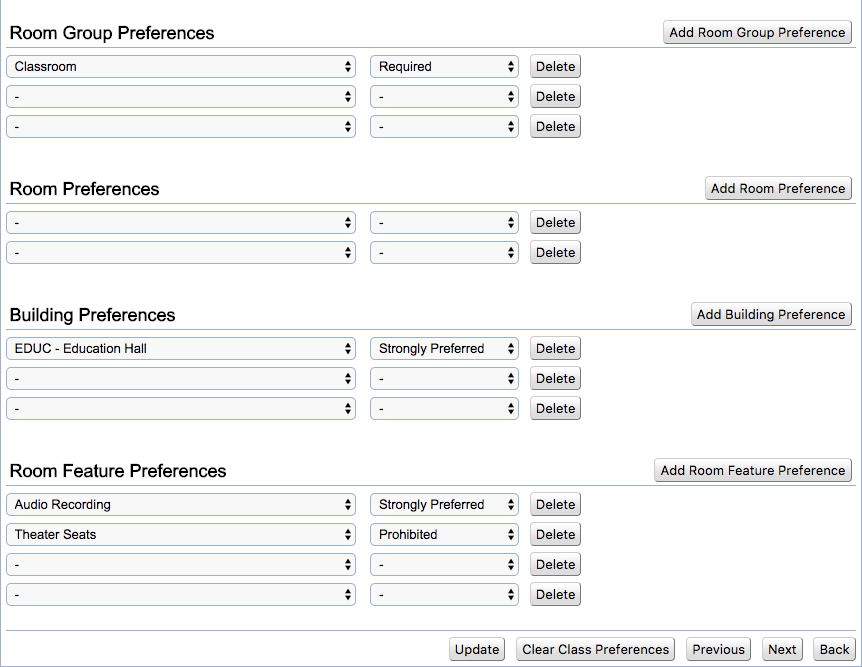 Room Group Preferences Add Room Group Preference
Classroom Required Delete
- - Delete
- - Delete
Room Preferences Add Room Preference
- - Delete
- - Delete
Building Preferences Add Building Preference
EDUC - Education Hall Strongly Preferred Delete
- - Delete
- - Delete
Room Feature Preferences Add Room Feature Preference
Audio Recording Strongly Preferred Delete
Theater Seats Prohibited Delete
- - Delete
- - Delete
Update Clear Class Preferences Previous Next Back